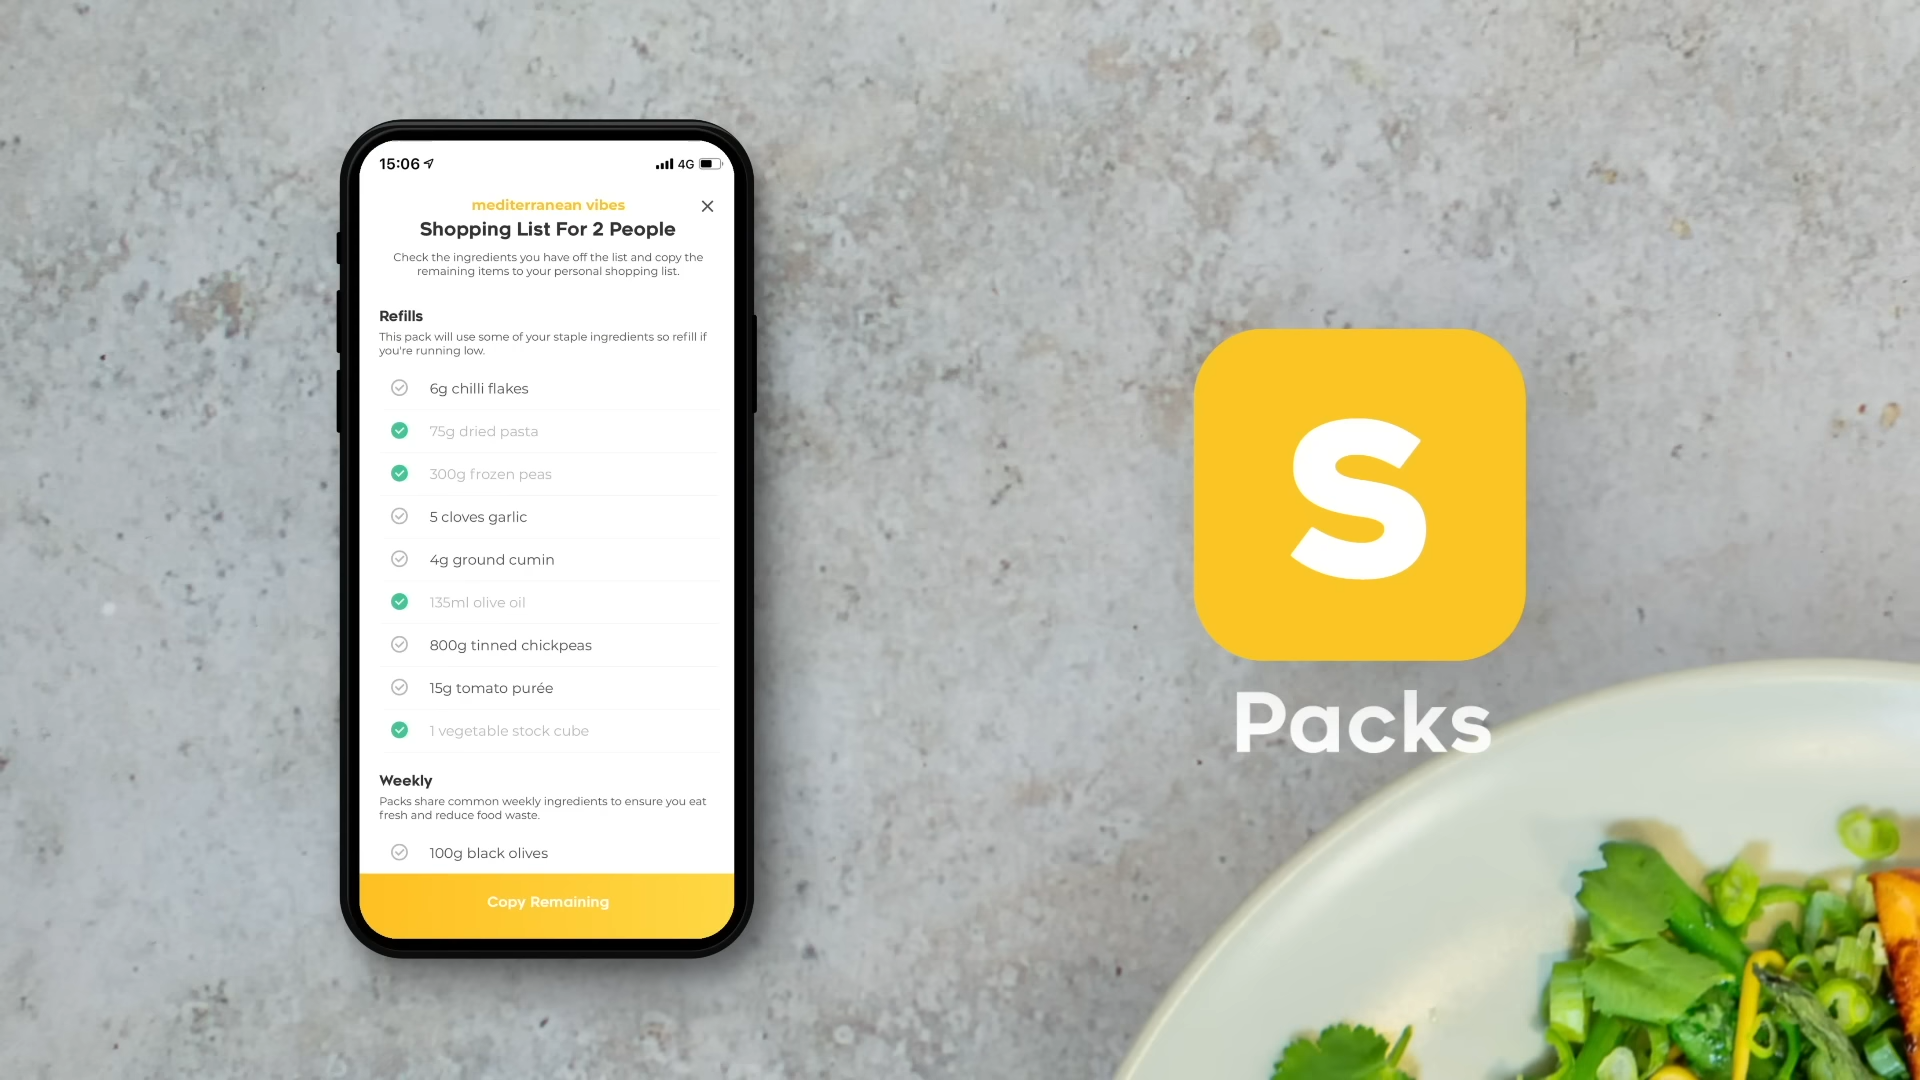 15:06
4G
mediterranean vibes
Shopping List For 2 People
Check the ingredients you have off the list and copy the
remaining items to your personal shopping list.
Refills
This pack will use some of your staple ingredients so refill if
you're running low.
6g chilli flakes
75g dried pasta
300g frozen peas
5 cloves garlic
4g ground cumin
135ml olive oil
800g tinned chickpeas
15g tomato purée
1 vegetable stock cube
Weekly
Packs share common weekly ingredients to ensure you eat
fresh and reduce food waste.
100g black olives
Copy Remaining
S
Packs